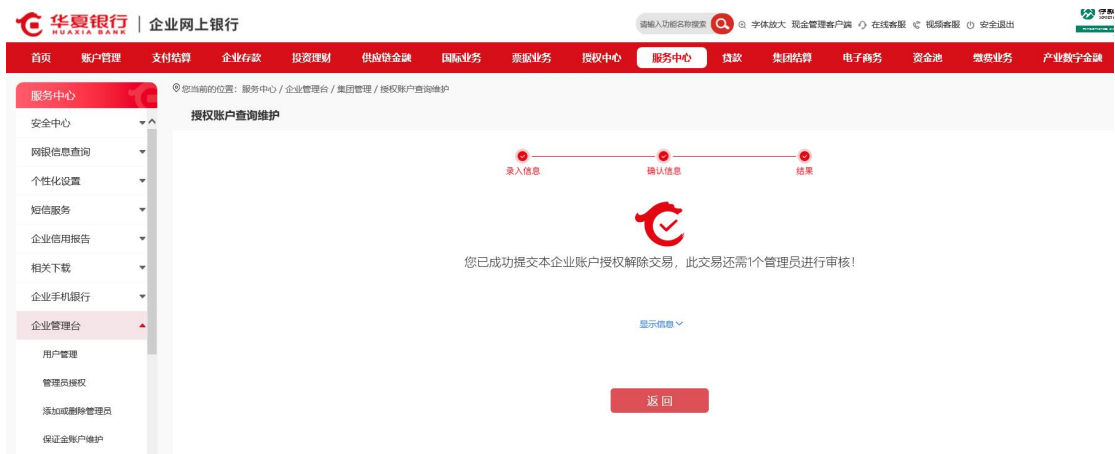 华夏银行 HUAXIA BANK 企业网上银行 请输入功能名称搜索 字体放大 现金管理客户端 在线客服 视频客服 安全退出
首页 账户管理 支付结算 企业存款 投资理财 供应链金融 国际业务 票据业务 授权中心 服务中心 贷款 集团结算 电子商务 资金池 缴费业务 产业数字金融
服务中心
您当前的位置：服务中心 / 企业管理台 / 集团管理 / 授权账户查询维护
安全中心
授权账户查询维护
网银信息查询
录入信息 确认信息 结果
个性化设置
短信服务
企业信用报告
您已成功提交本企业账户授权解除交易，此交易还需1个管理员进行审核！
相关下载
企业手机银行
企业管理台
显示信息
用户管理
管理员授权
返回
添加或删除管理员
保证金账户维护